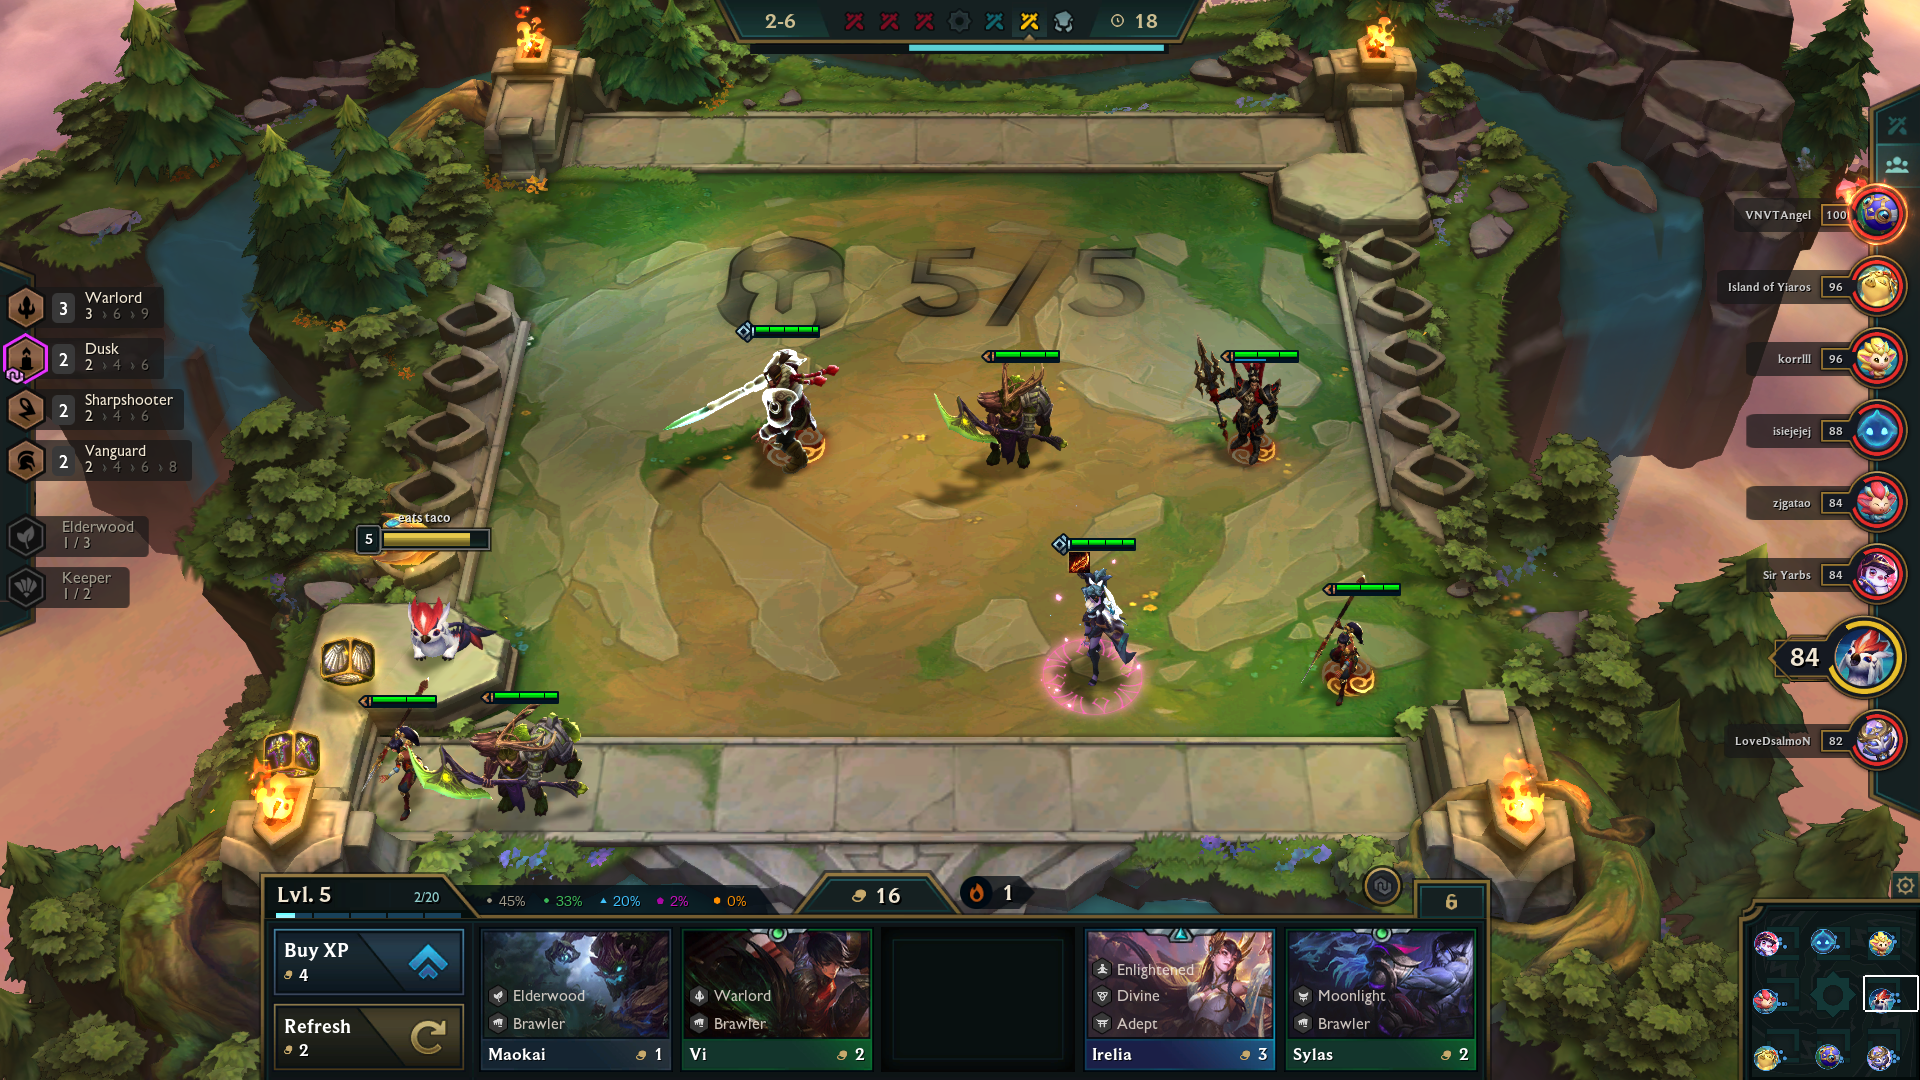 2-6
18
5/5
VNVTAngel 100
Island of Yiaros 96
korrlll 96
isiejejej 88
zjgatao 84
Sir Yarbs 84
84
LoveDsalmoN 82
3 Warlord
3 › 6 › 9
2 Dusk
2 › 4 › 6
2 Sharpshooter
2 › 4 › 6
2 Vanguard
2 › 4 › 6 › 8
Elderwood
1 / 3
Keeper
1 / 2
eats taco
5
Lvl. 5 2/20
45% 33% 20% 2% 0%
16
1
6
Buy XP
4
Refresh
2
Elderwood
Brawler
Maokai 1
Warlord
Brawler
Vi 2
Enlightened
Divine
Adept
Irelia 3
Moonlight
Brawler
Sylas 2